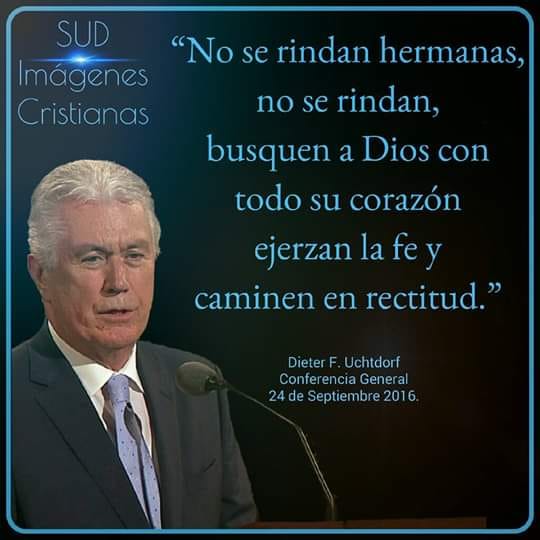 SUD
Imágenes
Cristianas
“No se rindan hermanas,
no se rindan,
busquen a Dios con
todo su corazón
ejerzan la fe y
caminen en rectitud.”
Dieter F. Uchtdorf
Conferencia General
24 de Septiembre 2016.